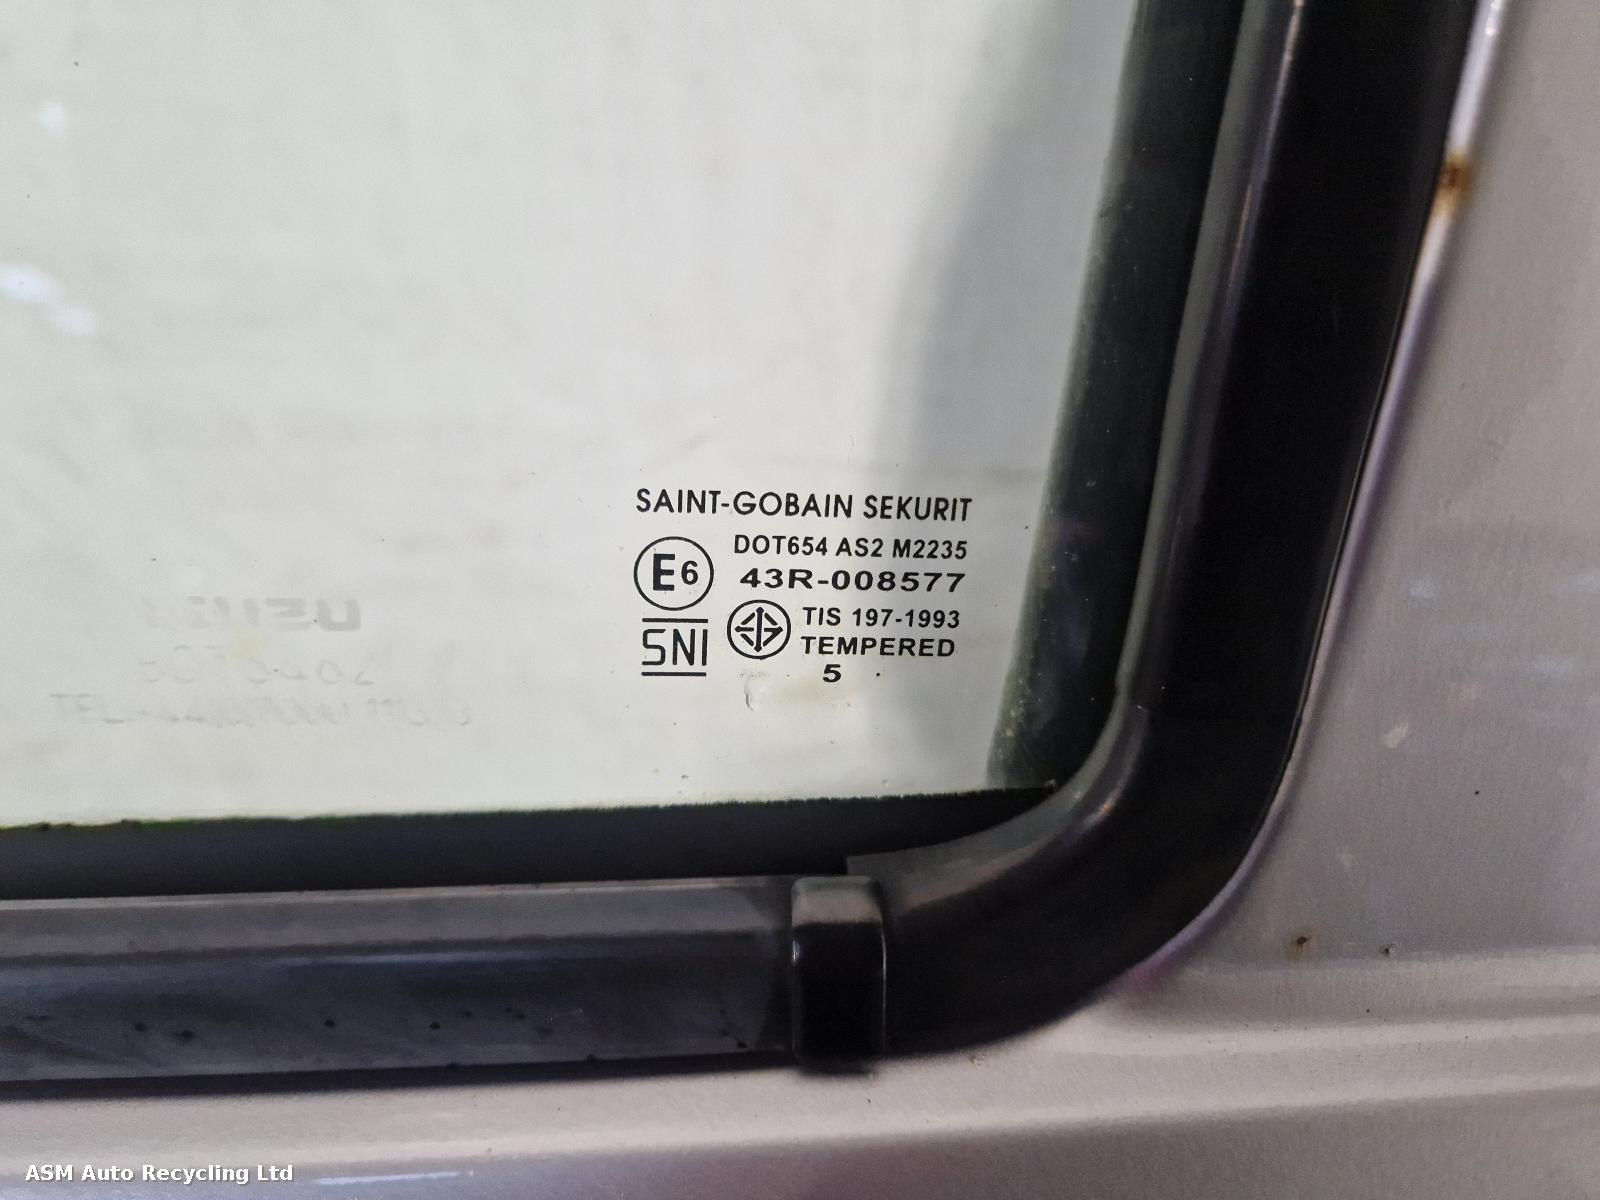 SAINT-GOBAIN SEKURIT
DOT654 AS2 M2235
E6 43R-008577
SNI TIS 197-1993
TEMPERED
5
ASM Auto Recycling Ltd